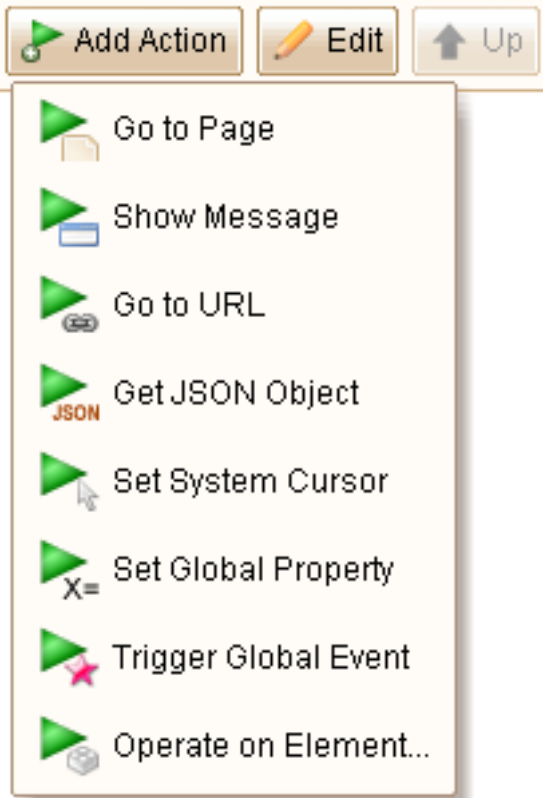 Add Action Edit Up
Go to Page
Show Message
Go to URL
Get JSON Object
JSON
Set System Cursor
Set Global Property
X=
Trigger Global Event
Operate on Element...